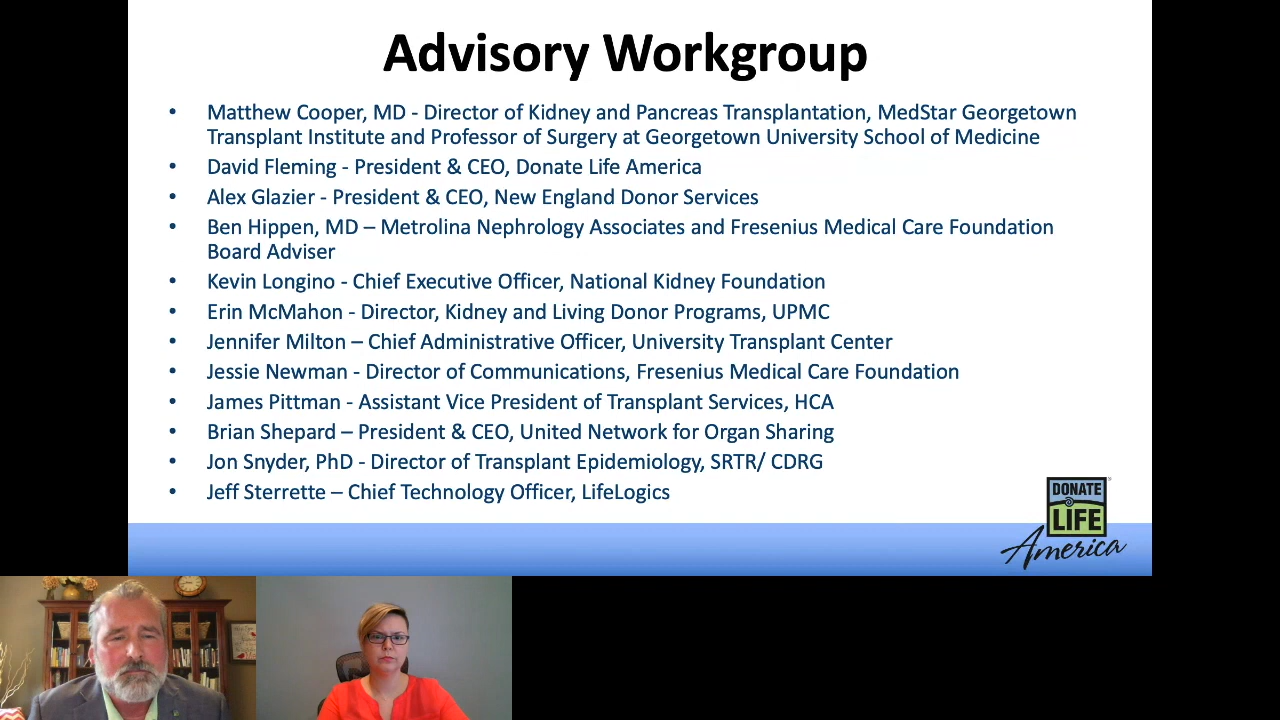 Advisory Workgroup
• Matthew Cooper, MD - Director of Kidney and Pancreas Transplantation, MedStar Georgetown
Transplant Institute and Professor of Surgery at Georgetown University School of Medicine
• David Fleming - President & CEO, Donate Life America
• Alex Glazier - President & CEO, New England Donor Services
• Ben Hippen, MD – Metrolina Nephrology Associates and Fresenius Medical Care Foundation
Board Adviser
• Kevin Longino - Chief Executive Officer, National Kidney Foundation
• Erin McMahon - Director, Kidney and Living Donor Programs, UPMC
• Jennifer Milton – Chief Administrative Officer, University Transplant Center
• Jessie Newman - Director of Communications, Fresenius Medical Care Foundation
• James Pittman - Assistant Vice President of Transplant Services, HCA
• Brian Shepard – President & CEO, United Network for Organ Sharing
• Jon Snyder, PhD - Director of Transplant Epidemiology, SRTR/ CDRG
• Jeff Sterrette – Chief Technology Officer, LifeLogics
DONATE
LIFE
America